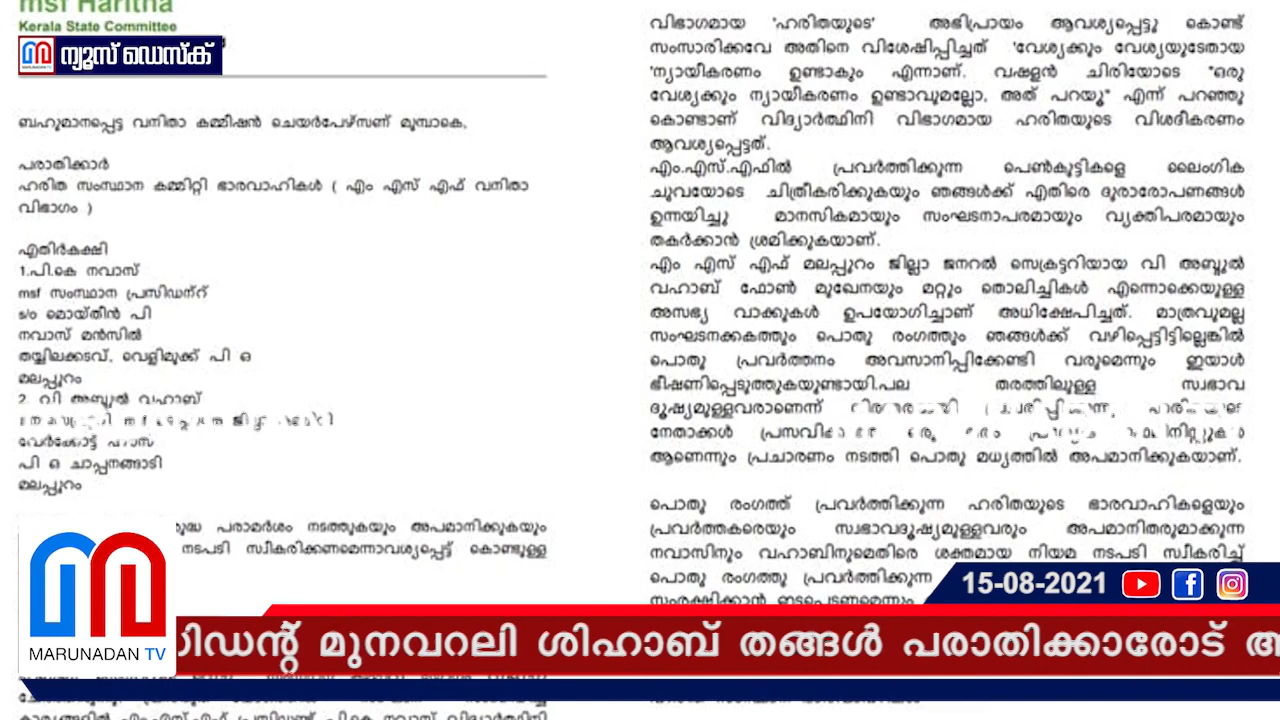 msf Haritha
Kerala State Committee
MARUNADAN TV
ന്യൂസ് ഡെസ്ക്
ബഹുമാനപ്പെട്ട വനിതാ കമ്മീഷൻ ചെയർപേഴ്സണ് മുമ്പാകെ,
പരാതിക്കാർ
ഹരിത സംസ്ഥാന കമ്മിറ്റി ഭാരവാഹികൾ ( എം എസ് എഫ് വനിതാ
വിഭാഗം )
എതിർകക്ഷി
1.പി.കെ നവാസ്
msf സംസ്ഥാന പ്രസിഡന്റ്
s/o മൊയ്തീൻ പി
നവാസ് മൻസിൽ
തയ്യിലക്കടവ്, വെളിമുക്ക് പി ഒ
മലപ്പുറം
2. വി അബ്ദുൽ വഹാബ്
പി ഒ ചാപ്പനങ്ങാടി
മലപ്പുറം
പരാമർശം നടത്തുകയും അപമാനിക്കുകയും
നടപടി സ്വീകരിക്കണമെന്നാവശ്യപ്പെട്ട് കൊണ്ടുള്ള
വിഭാഗമായ 'ഹരിതയുടെ' അഭിപ്രായം ആവശ്യപ്പെട്ടു കൊണ്ട്
സംസാരിക്കവേ അതിനെ വിശേഷിപ്പിച്ചത് 'വേശ്യക്കും വേശ്യയുടേതായ
'ന്യായീകരണം ഉണ്ടാകും എന്നാണ്. വഷളൻ ചിരിയോടെ "ഒരു
വേശ്യക്കും ന്യായീകരണം ഉണ്ടാവുമല്ലോ, അത് പറയൂ" എന്ന് പറഞ്ഞു
കൊണ്ടാണ് വിദ്യാർത്ഥിനി വിഭാഗമായ ഹരിതയുടെ വിശദീകരണം
ആവശ്യപ്പെട്ടത്.
എം.എസ്.എഫിൽ പ്രവർത്തിക്കുന്ന പെൺകുട്ടികളെ ലൈംഗിക
ചുവയോടെ ചിത്രീകരിക്കുകയും ഞങ്ങൾക്ക് എതിരെ ദുരാരോപണങ്ങൾ
ഉന്നയിച്ചു മാനസികമായും സംഘടനാപരമായും വ്യക്തിപരമായും
തകർക്കാൻ ശ്രമിക്കുകയാണ്.
എം എസ് എഫ് മലപ്പുറം ജില്ലാ ജനറൽ സെക്രട്ടറിയായ വി അബ്ദുൽ
വഹാബ് ഫോൺ മുഖേനയും മറ്റും തൊലിച്ചികൾ എന്നൊക്കെയുള്ള
അസഭ്യ വാക്കുകൾ ഉപയോഗിച്ചാണ് അധിക്ഷേപിച്ചത്. മാത്രവുമല്ല
സംഘടനക്കകത്തും പൊതു രംഗത്തും ഞങ്ങൾക്ക് വഴിപ്പെട്ടിട്ടില്ലെങ്കിൽ
പൊതു പ്രവർത്തനം അവസാനിപ്പിക്കേണ്ടി വരുമെന്നും ഇയാൾ
ഭീഷണിപ്പെടുത്തുകയുണ്ടായി.പല തരത്തിലുള്ള സ്വഭാവ
ദൂഷ്യമുള്ളവരാണെന്ന്
നേതാക്കൾ
ആണെന്നും പ്രചാരണം നടത്തി പൊതു മധ്യത്തിൽ അപമാനിക്കുകയാണ്.
പൊതു രംഗത്ത് പ്രവർത്തിക്കുന്ന ഹരിതയുടെ ഭാരവാഹികളെയും
പ്രവർത്തകരെയും സ്വഭാവദൂഷ്യമുള്ളവരും അപമാനിതരുമാക്കുന്ന
നവാസിനും വഹാബിനുമെതിരെ ശക്തമായ നിയമ നടപടി സ്വീകരിച്ച്
പൊതു രംഗത്തു പ്രവർത്തിക്കുന്ന
15-08-2021
MARUNADAN TV
മുനവറലി ശിഹാബ് തങ്ങൾ പരാതിക്കാരോട്